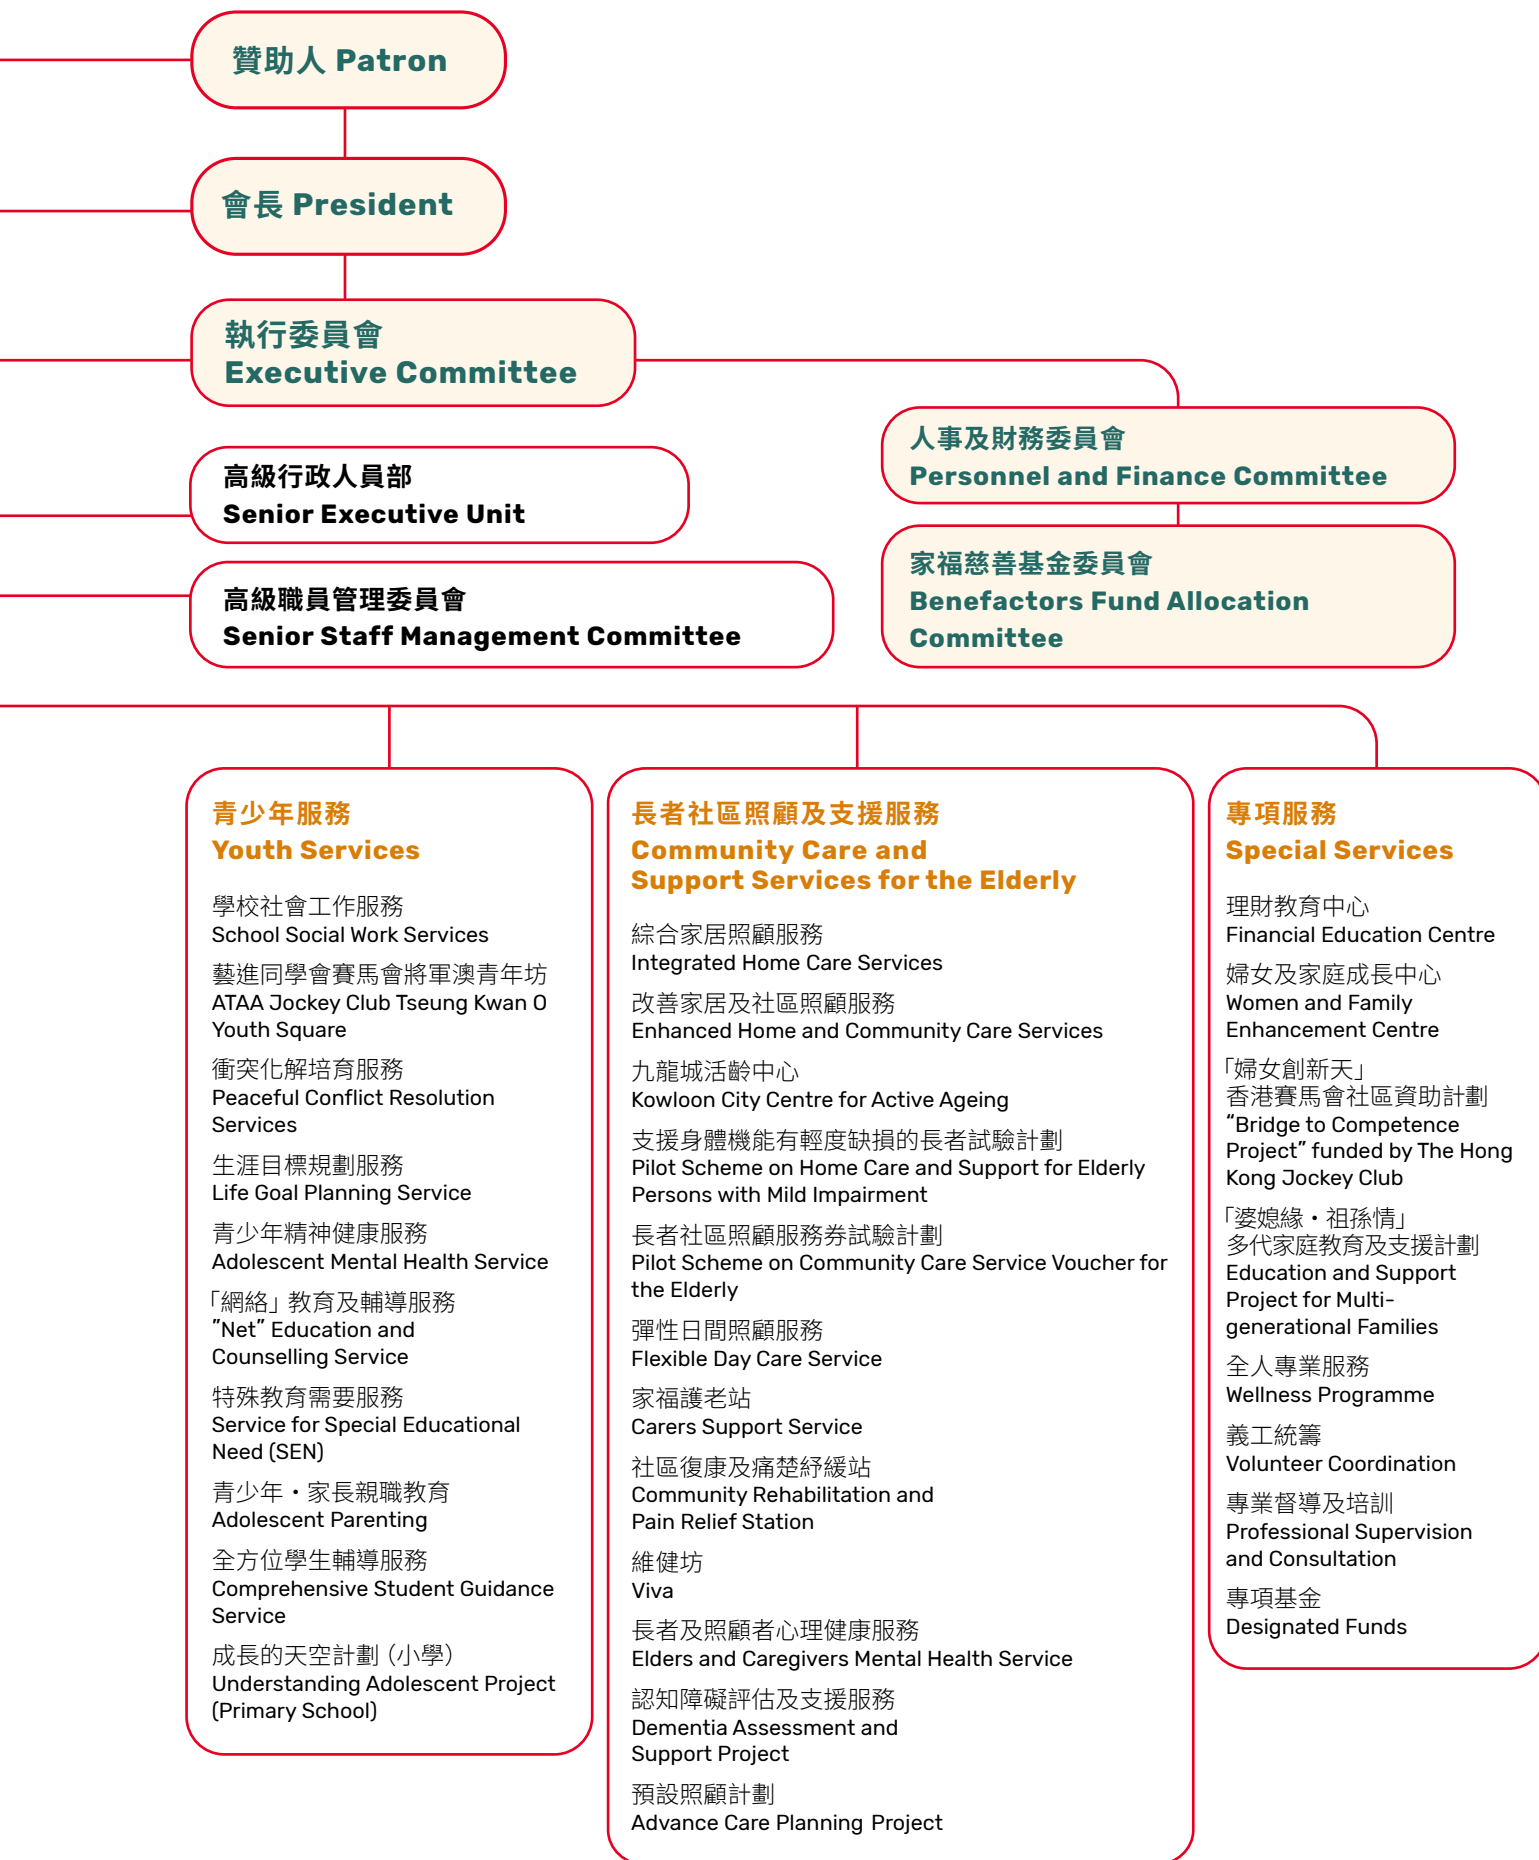 贊助人 Patron
會長 President
執行委員會
Executive Committee
高級行政人員部
Senior Executive Unit
高級職員管理委員會
Senior Staff Management Committee
人事及財務委員會
Personnel and Finance Committee
家福慈善基金委員會
Benefactors Fund Allocation
Committee
青少年服務
Youth Services
學校社會工作服務
School Social Work Services
藝進同學會賽馬會將軍澳青年坊
ATAA Jockey Club Tseung Kwan O
Youth Square
衝突化解培育服務
Peaceful Conflict Resolution
Services
生涯目標規劃服務
Life Goal Planning Service
青少年精神健康服務
Adolescent Mental Health Service
「網絡」教育及輔導服務
"Net" Education and
Counselling Service
特殊教育需要服務
Service for Special Educational
Need (SEN)
青少年・家長親職教育
Adolescent Parenting
全方位學生輔導服務
Comprehensive Student Guidance
Service
成長的天空計劃（小學）
Understanding Adolescent Project
(Primary School)
長者社區照顧及支援服務
Community Care and
Support Services for the Elderly
綜合家居照顧服務
Integrated Home Care Services
改善家居及社區照顧服務
Enhanced Home and Community Care Services
九龍城活齡中心
Kowloon City Centre for Active Ageing
支援身體機能有輕度缺損的長者試驗計劃
Pilot Scheme on Home Care and Support for Elderly
Persons with Mild Impairment
長者社區照顧服務券試驗計劃
Pilot Scheme on Community Care Service Voucher for
the Elderly
彈性日間照顧服務
Flexible Day Care Service
家福護老站
Carers Support Service
社區復康及痛楚紓緩站
Community Rehabilitation and
Pain Relief Station
維健坊
Viva
長者及照顧者心理健康服務
Elders and Caregivers Mental Health Service
認知障礙評估及支援服務
Dementia Assessment and
Support Project
預設照顧計劃
Advance Care Planning Project
專項服務
Special Services
理財教育中心
Financial Education Centre
婦女及家庭成長中心
Women and Family
Enhancement Centre
「婦女創新天」
香港賽馬會社區資助計劃
“Bridge to Competence
Project” funded by The Hong
Kong Jockey Club
「婆媳緣・祖孫情」
多代家庭教育及支援計劃
Education and Support
Project for Multi-
generational Families
全人專業服務
Wellness Programme
義工統籌
Volunteer Coordination
專業督導及培訓
Professional Supervision
and Consultation
專項基金
Designated Funds